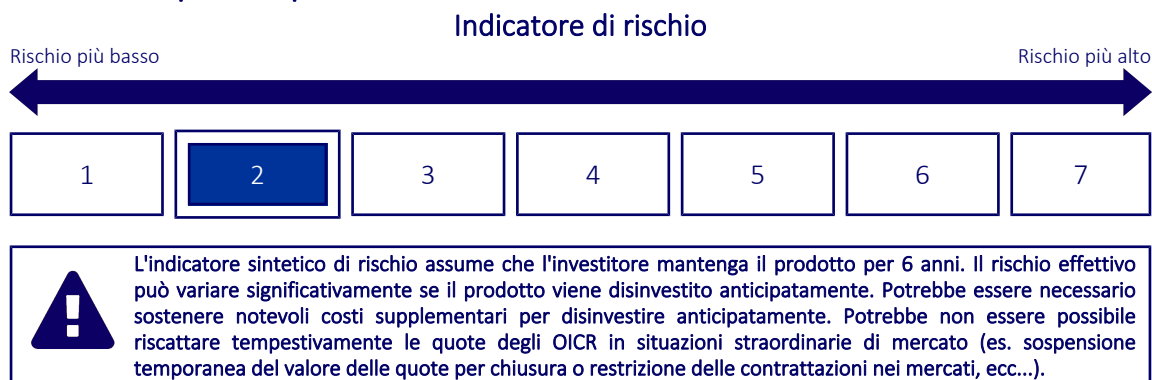 Indicatore di rischio
Rischio più basso
Rischio più alto
1
2
3
4
5
6
7
L'indicatore sintetico di rischio assume che l'investitore mantenga il prodotto per 6 anni. Il rischio effettivo
può variare significativamente se il prodotto viene disinvestito anticipatamente. Potrebbe essere necessario
sostenere notevoli costi supplementari per disinvestire anticipatamente. Potrebbe non essere possibile
riscattare tempestivamente le quote degli OICR in situazioni straordinarie di mercato (es. sospensione
temporanea del valore delle quote per chiusura o restrizione delle contrattazioni nei mercati, ecc...).